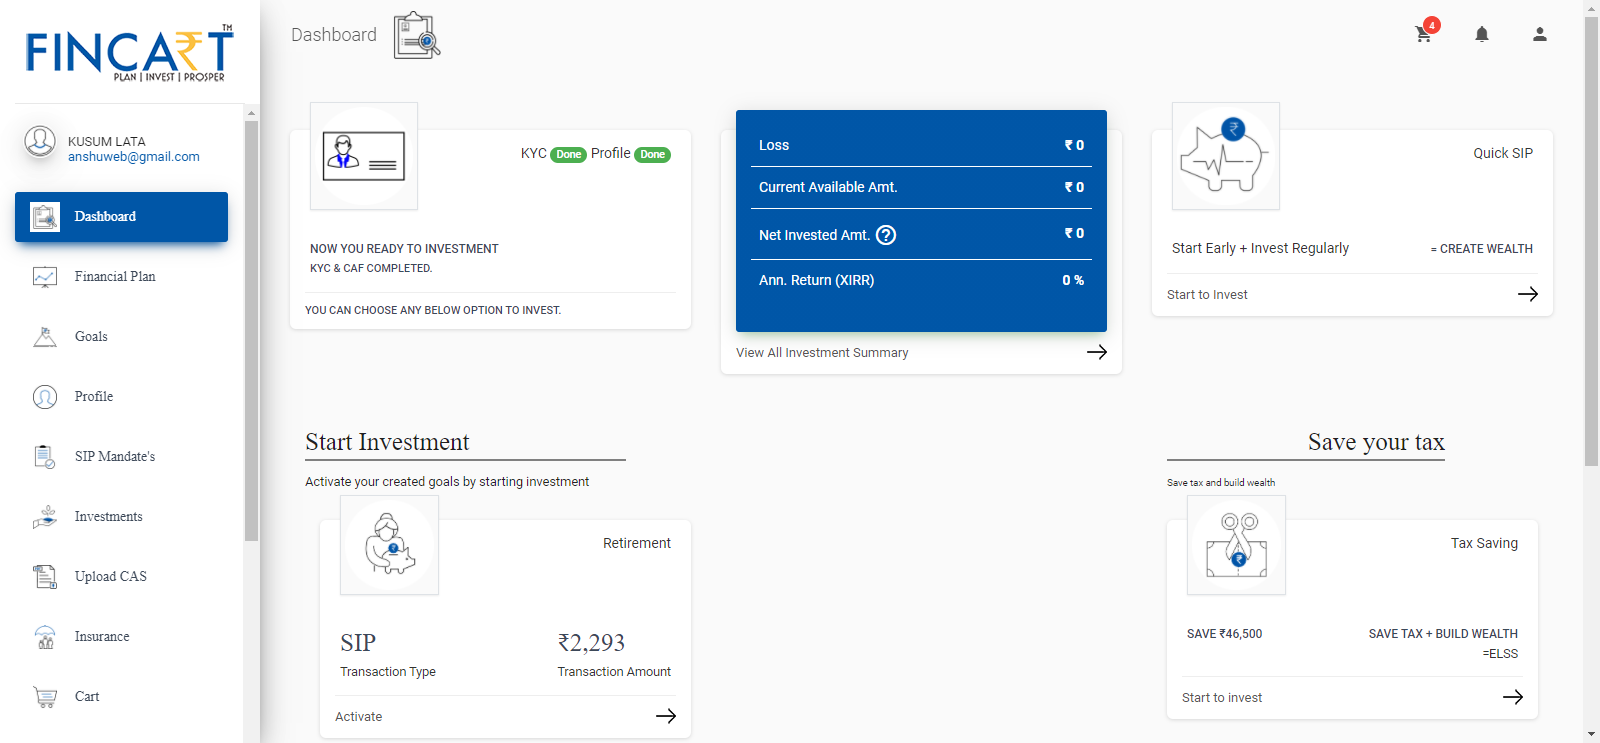 FINCART
TM
PLAN | INVEST | PROSPER
KUSUM LATA
anshuweb@gmail.com
Dashboard
Financial Plan
Goals
Profile
SIP Mandate's
Investments
Upload CAS
Insurance
Cart
Dashboard
4
KYC Done Profile Done
NOW YOU READY TO INVESTMENT
KYC & CAF COMPLETED.
YOU CAN CHOOSE ANY BELOW OPTION TO INVEST.
Loss ₹ 0
Current Available Amt. ₹ 0
Net Invested Amt. ? ₹ 0
Ann. Return (XIRR) 0 %
View All Investment Summary
Quick SIP
Start Early + Invest Regularly = CREATE WEALTH
Start to Invest
Start Investment
Activate your created goals by starting investment
Retirement
SIP ₹2,293
Transaction Type Transaction Amount
Activate
Save your tax
Save tax and build wealth
Tax Saving
SAVE ₹46,500 SAVE TAX + BUILD WEALTH
=ELSS
Start to invest